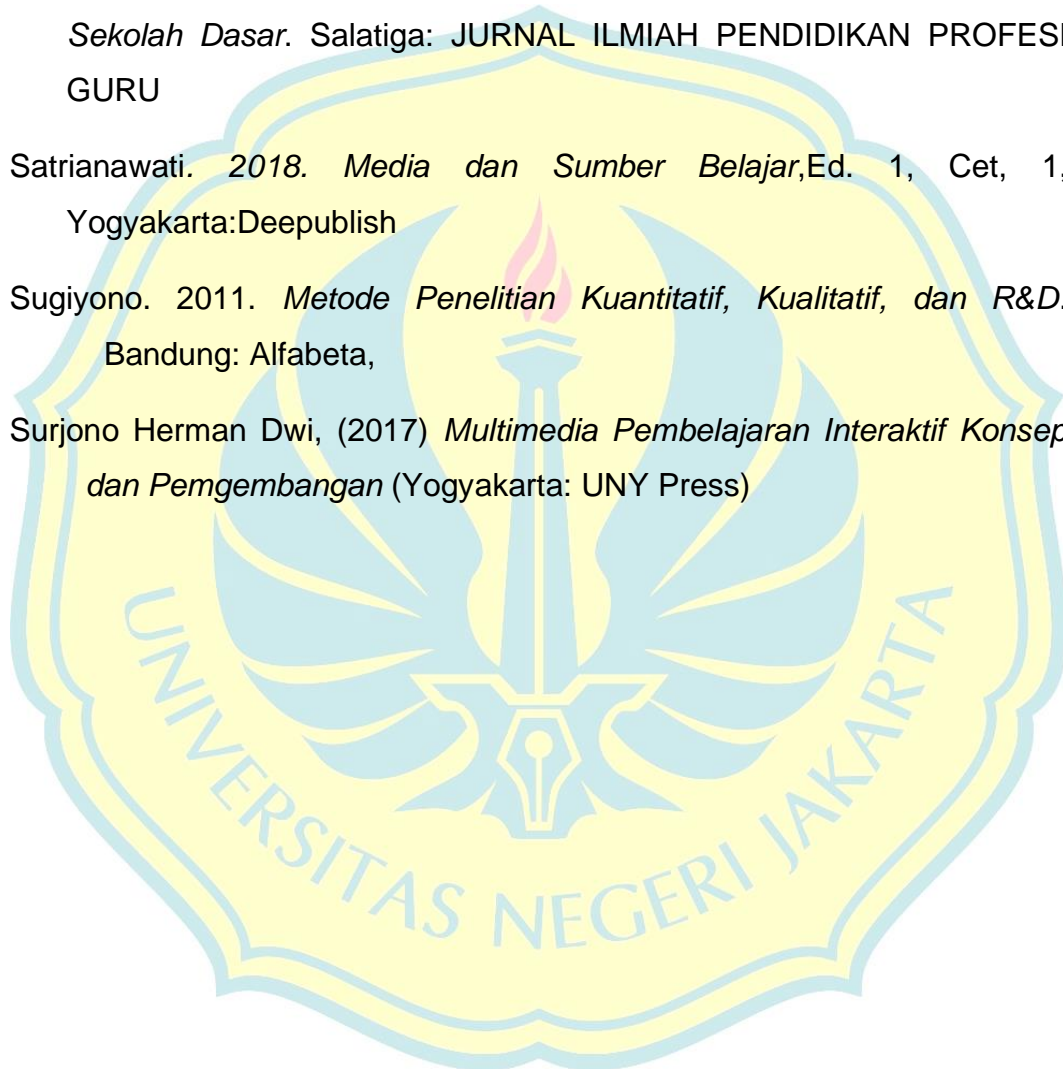 Sekolah Dasar. Salatiga: JURNAL ILMIAH PENDIDIKAN PROFESI
GURU
Satrianawati. 2018. Media dan Sumber Belajar,Ed. 1, Cet, 1,
Yogyakarta:Deepublish
Sugiyono. 2011. Metode Penelitian Kuantitatif, Kualitatif, dan R&D.
Bandung: Alfabeta,
Surjono Herman Dwi, (2017) Multimedia Pembelajaran Interaktif Konsep
dan Pemgembangan (Yogyakarta: UNY Press)
UNIVERSITAS NEGERI JAKARTA